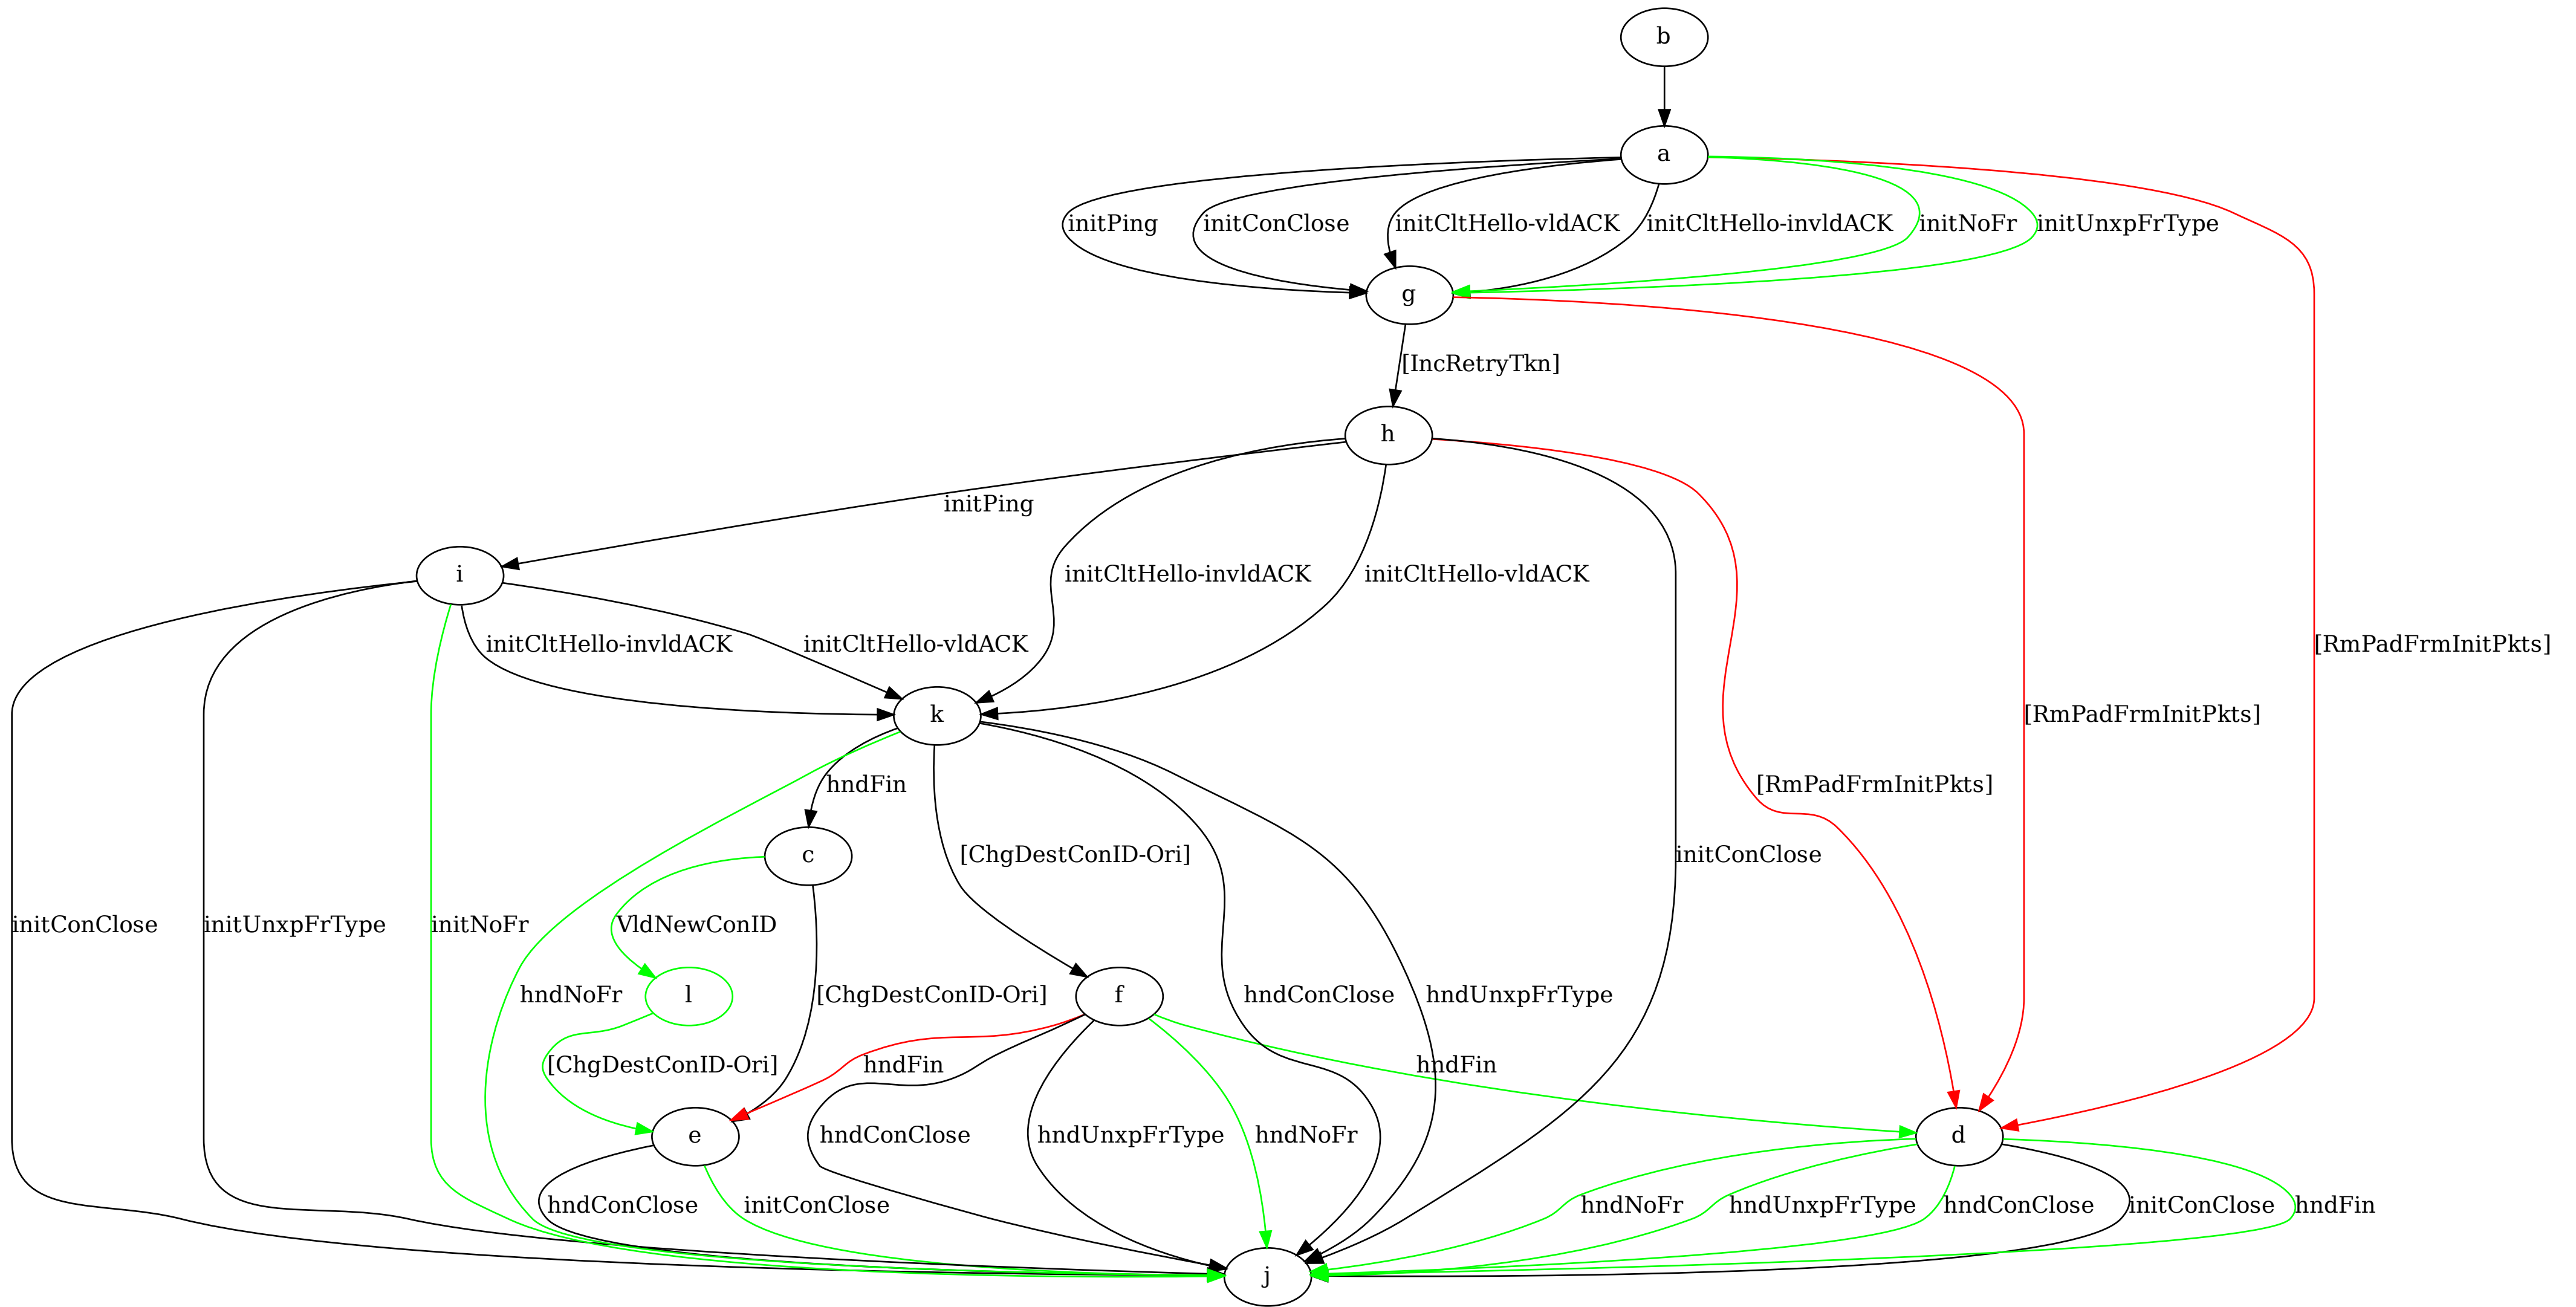 b
a
initPing
initConClose
initCltHello-vldACK
initCltHello-invldACK
initNoFr
initUnxpFrType
g
[IncRetryTkn]
h
initPing
i
initCltHello-invldACK
initCltHello-vldACK
initCltHello-invldACK
initCltHello-vldACK
[RmPadFrmInitPkts]
k
[RmPadFrmInitPkts]
hndFin
[RmPadFrmInitPkts]
c
[ChgDestConID-Ori]
initConClose
initConClose
initUnxpFrType
initNoFr
VldNewConID
hndNoFr
l
[ChgDestConID-Ori]
f
hndConClose
hndUnxpFrType
[ChgDestConID-Ori]
hndFin
hndFin
e
hndConClose
hndUnxpFrType
hndNoFr
d
hndConClose
initConClose
hndNoFr
hndUnxpFrType
hndConClose
initConClose
hndFin
j